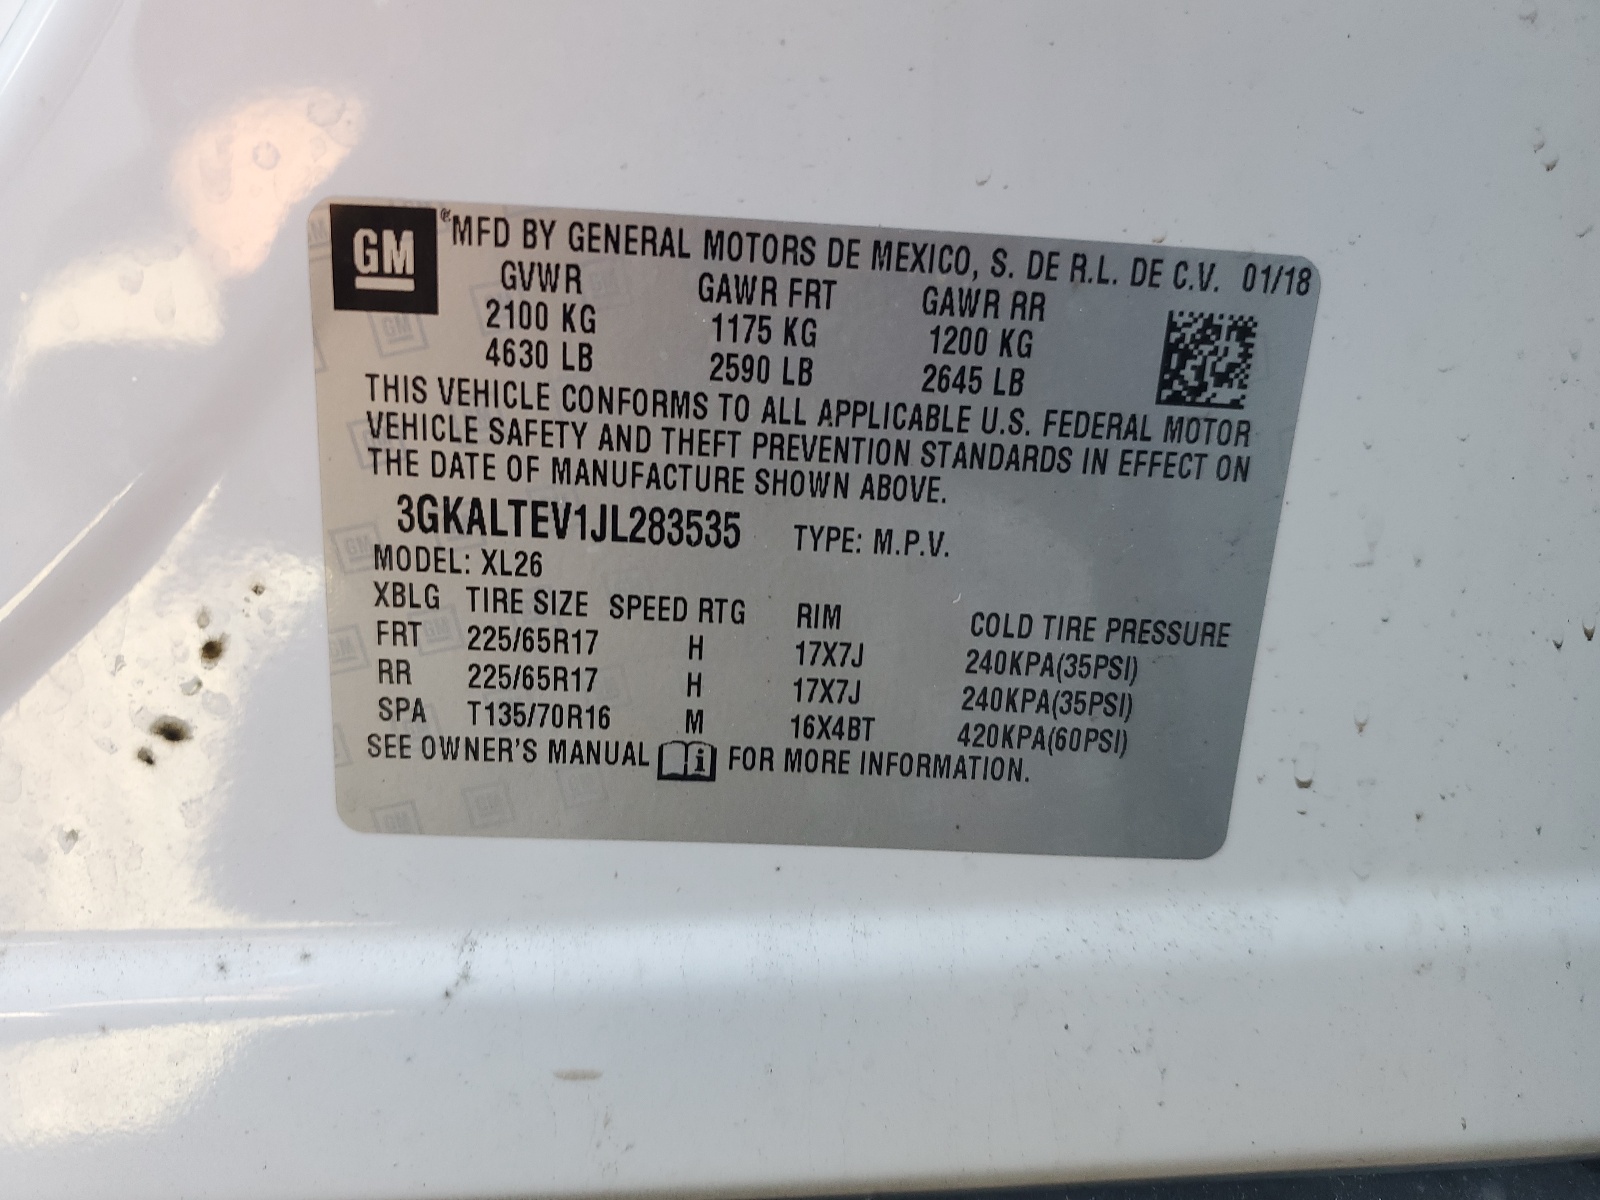 GM ® MFD BY GENERAL MOTORS DE MEXICO, S. DE R.L. DE C.V. 01/18
GVWR GAWR FRT GAWR RR
2100 KG 1175 KG 1200 KG
4630 LB 2590 LB 2645 LB
THIS VEHICLE CONFORMS TO ALL APPLICABLE U.S. FEDERAL MOTOR
VEHICLE SAFETY AND THEFT PREVENTION STANDARDS IN EFFECT ON
THE DATE OF MANUFACTURE SHOWN ABOVE.
3GKALTEV1JL283535 TYPE: M.P.V.
MODEL: XL26
XBLG TIRE SIZE SPEED RTG RIM COLD TIRE PRESSURE
FRT 225/65R17 H 17X7J 240KPA(35PSI)
RR 225/65R17 H 17X7J 240KPA(35PSI)
SPA T135/70R16 M 16X4BT 420KPA(60PSI)
SEE OWNER'S MANUAL i FOR MORE INFORMATION.